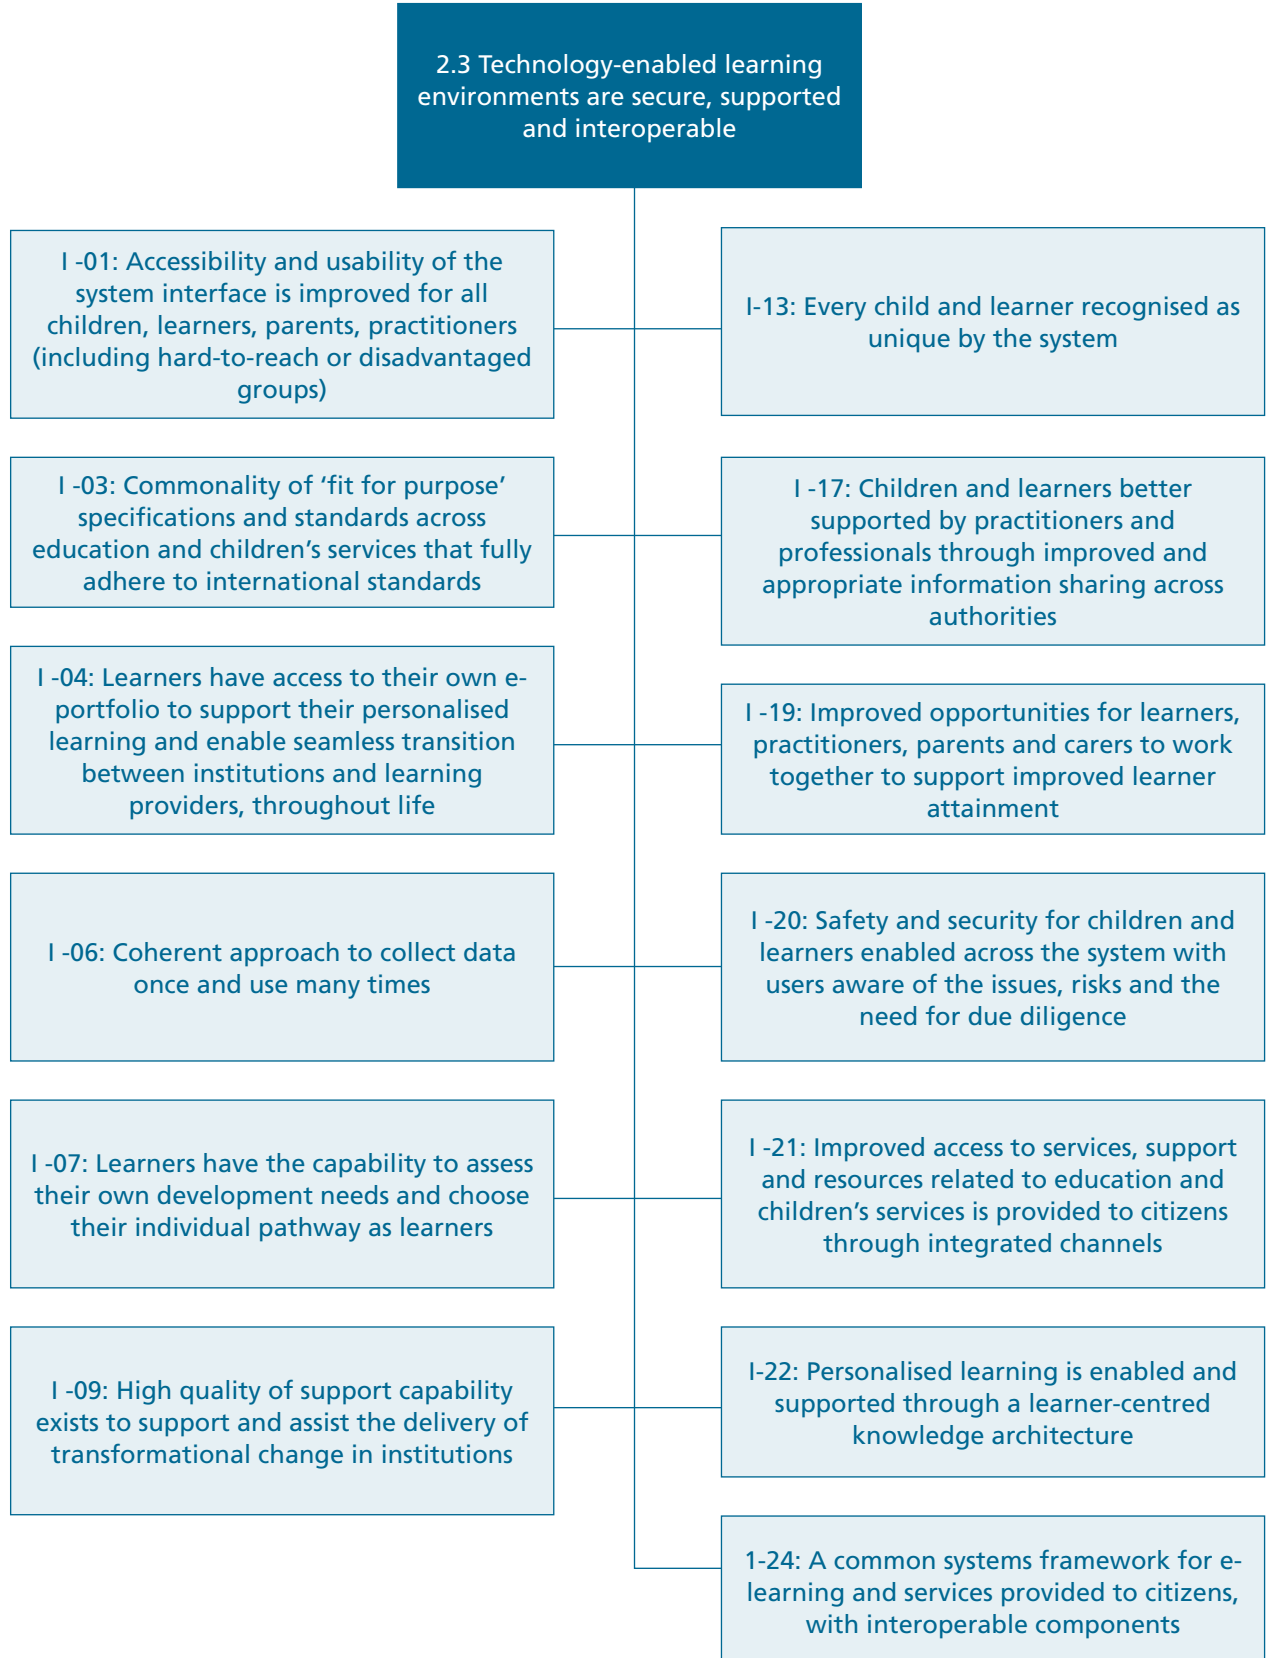 2.3 Technology-enabled learning
environments are secure, supported
and interoperable
I -01: Accessibility and usability of the
system interface is improved for all
children, learners, parents, practitioners
(including hard-to-reach or disadvantaged
groups)
I-13: Every child and learner recognised as
unique by the system
I -03: Commonality of ‘fit for purpose’
specifications and standards across
education and children’s services that fully
adhere to international standards
I -17: Children and learners better
supported by practitioners and
professionals through improved and
appropriate information sharing across
authorities
I -04: Learners have access to their own e-
portfolio to support their personalised
learning and enable seamless transition
between institutions and learning
providers, throughout life
I -19: Improved opportunities for learners,
practitioners, parents and carers to work
together to support improved learner
attainment
I -06: Coherent approach to collect data
once and use many times
I -20: Safety and security for children and
learners enabled across the system with
users aware of the issues, risks and the
need for due diligence
I -07: Learners have the capability to assess
their own development needs and choose
their individual pathway as learners
I -21: Improved access to services, support
and resources related to education and
children’s services is provided to citizens
through integrated channels
I -09: High quality of support capability
exists to support and assist the delivery of
transformational change in institutions
I-22: Personalised learning is enabled and
supported through a learner-centred
knowledge architecture
1-24: A common systems framework for e-
learning and services provided to citizens,
with interoperable components